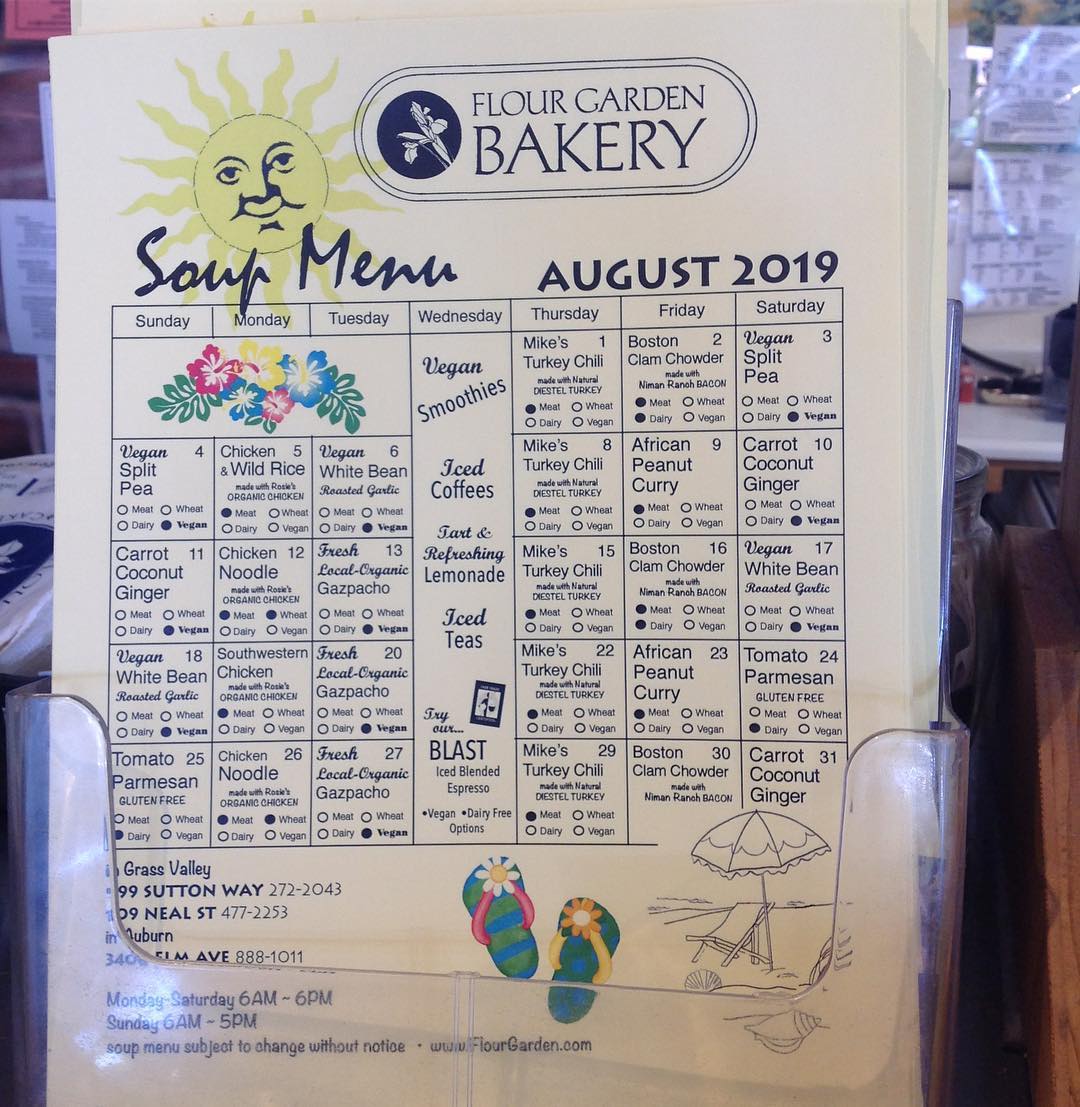 FLOUR GARDEN
BAKERY
Soup Menu
AUGUST 2019
Sunday Monday Tuesday Wednesday Thursday Friday Saturday
Vegan
Smoothies
Iced
Coffees
Tart &
Refreshing
Lemonade
Iced
Teas
Try
our...
BLAST
Iced Blended
Espresso
•Vegan •Dairy Free
Options
Mike's 1
Turkey Chili
made with Natural
DIESTEL TURKEY
Meat Wheat
Dairy Vegan
Boston 2
Clam Chowder
made with
Niman Ranch BACON
Meat Wheat
Dairy Vegan
Vegan 3
Split
Pea
Meat Wheat
Dairy Vegan
Vegan 4
Split
Pea
Meat Wheat
Dairy Vegan
Chicken 5
& Wild Rice
made with Rosie's
ORGANIC CHICKEN
Meat Wheat
Dairy Vegan
Vegan 6
White Bean
Roasted Garlic
Meat Wheat
Dairy Vegan
Mike's 8
Turkey Chili
made with Natural
DIESTEL TURKEY
Meat Wheat
Dairy Vegan
African 9
Peanut
Curry
Meat Wheat
Dairy Vegan
Carrot 10
Coconut
Ginger
Meat Wheat
Dairy Vegan
Carrot 11
Coconut
Ginger
Meat Wheat
Dairy Vegan
Chicken 12
Noodle
made with Rosie's
ORGANIC CHICKEN
Meat Wheat
Dairy Vegan
Fresh 13
Local-Organic
Gazpacho
Meat Wheat
Dairy Vegan
Mike's 15
Turkey Chili
made with Natural
DIESTEL TURKEY
Meat Wheat
Dairy Vegan
Boston 16
Clam Chowder
made with
Niman Ranch BACON
Meat Wheat
Dairy Vegan
Vegan 17
White Bean
Roasted Garlic
Meat Wheat
Dairy Vegan
Vegan 18
White Bean
Roasted Garlic
Meat Wheat
Dairy Vegan
Southwestern
Chicken
made with Rosie's
ORGANIC CHICKEN
Meat Wheat
Dairy Vegan
Fresh 20
Local-Organic
Gazpacho
Meat Wheat
Dairy Vegan
Mike's 22
Turkey Chili
made with Natural
DIESTEL TURKEY
Meat Wheat
Dairy Vegan
African 23
Peanut
Curry
Meat Wheat
Dairy Vegan
Tomato 24
Parmesan
GLUTEN FREE
Meat Wheat
Dairy Vegan
Tomato 25
Parmesan
GLUTEN FREE
Meat Wheat
Dairy Vegan
Chicken 26
Noodle
made with Rosie's
ORGANIC CHICKEN
Meat Wheat
Dairy Vegan
Fresh 27
Local-Organic
Gazpacho
Meat Wheat
Dairy Vegan
Mike's 29
Turkey Chili
made with Natural
DIESTEL TURKEY
Meat Wheat
Dairy Vegan
Boston 30
Clam Chowder
made with
Niman Ranch BACON
Carrot 31
Coconut
Ginger
in Grass Valley
SUTTON WAY 272-2043
NEAL ST 477-2253
in Auburn
ELM AVE 888-1011
Monday-Saturday 6AM ~ 6PM
Sunday 6AM ~ 5PM
soup menu subject to change without notice • www.FlourGarden.com